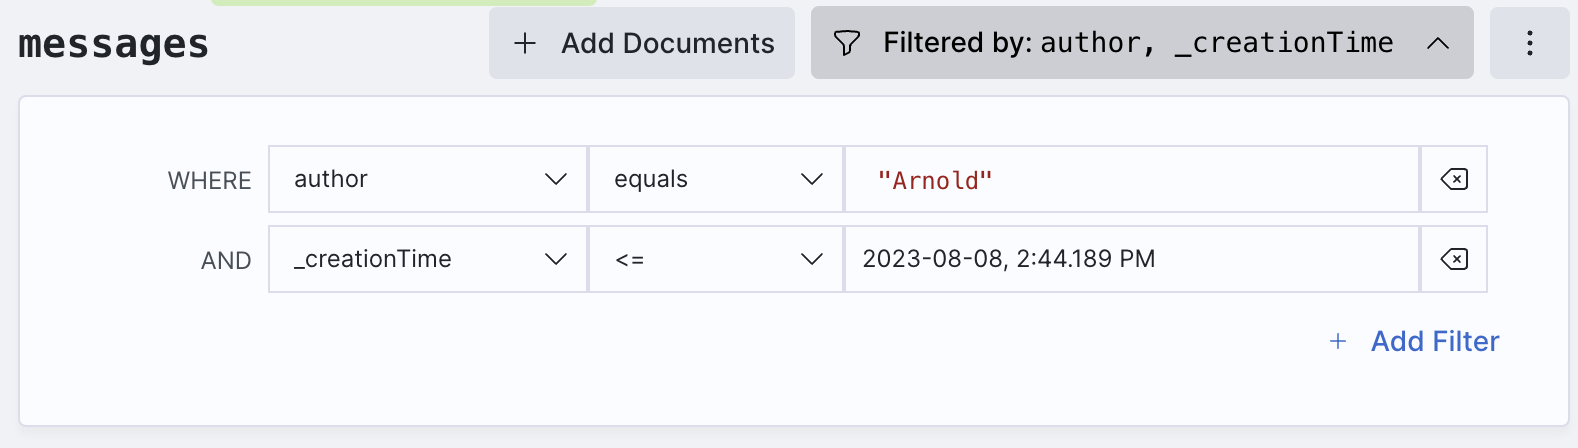 messages + Add Documents Filtered by: author, _creationTime
WHERE author equals "Arnold"
AND _creationTime <= 2023-08-08, 2:44.189 PM
+ Add Filter